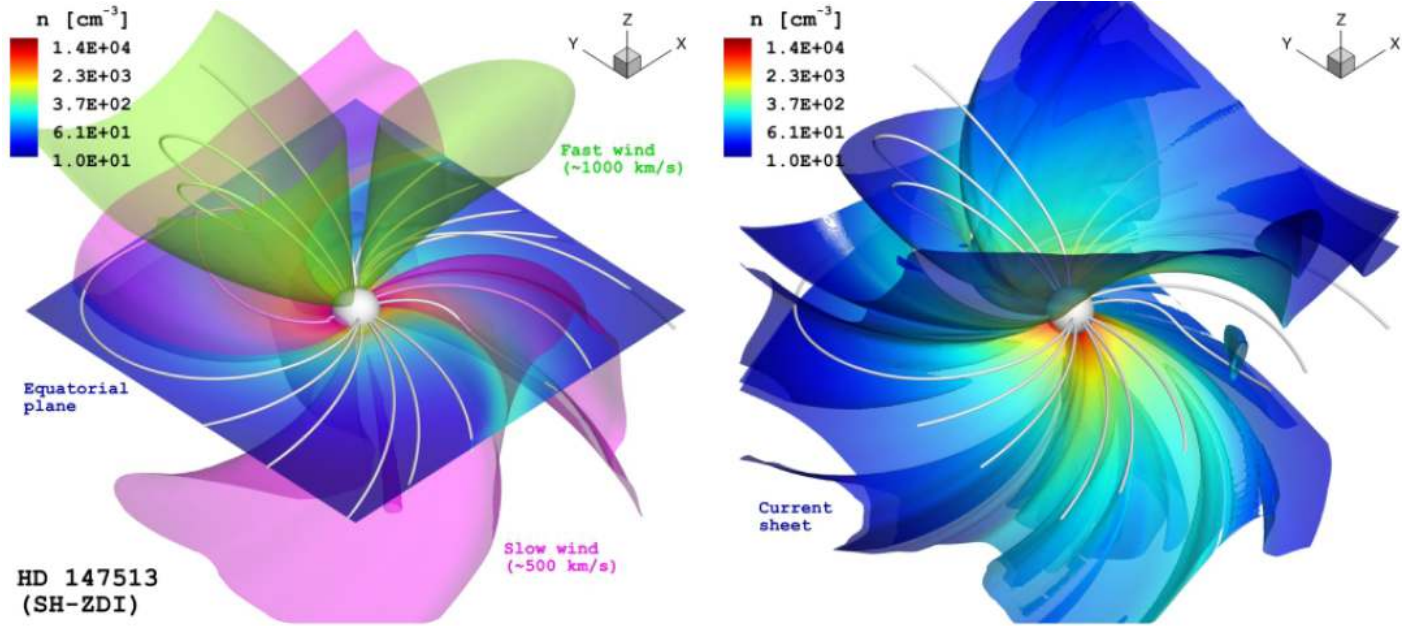 n [cm⁻³]
1.4E+04
2.3E+03
3.7E+02
6.1E+01
1.0E+01
Z
Y
X
Fast wind
(~1000 km/s)
Equatorial
plane
Slow wind
(~500 km/s)
HD 147513
(SH-ZDI)
n [cm⁻³]
1.4E+04
2.3E+03
3.7E+02
6.1E+01
1.0E+01
Z
Y
X
Current
sheet